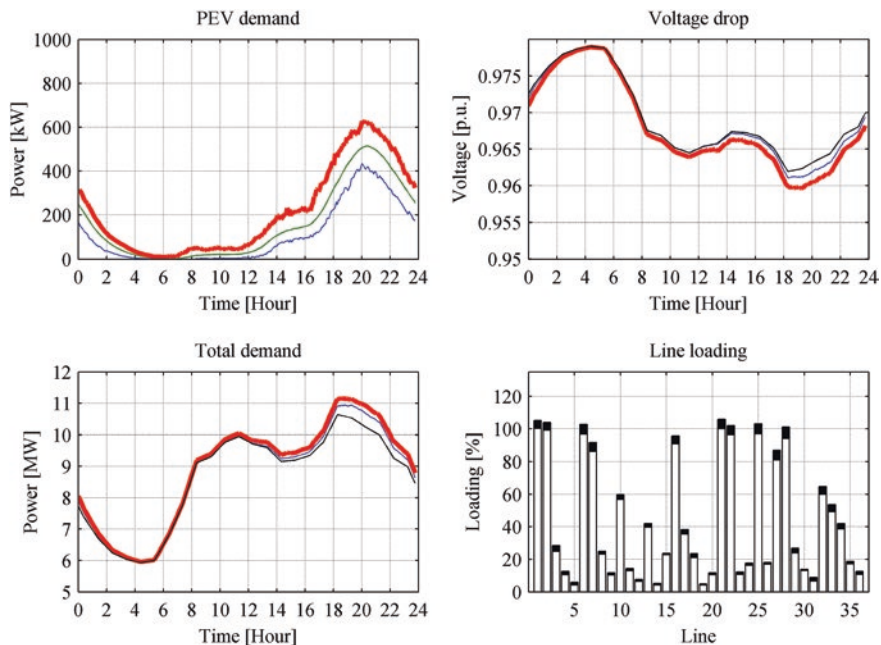 PEV demand
Power [kW]
1000
800
600
400
200
0
0 2 4 6 8 10 12 14 16 18 20 22 24
Time [Hour]
Voltage drop
Voltage [p.u.]
0.975
0.97
0.965
0.96
0.955
0.95
0 2 4 6 8 10 12 14 16 18 20 22 24
Time [Hour]
Total demand
Power [MW]
12
11
10
9
8
7
6
5
0 2 4 6 8 10 12 14 16 18 20 22 24
Time [Hour]
Line loading
Loading [%]
120
100
80
60
40
20
0
5 10 15 20 25 30 35
Line